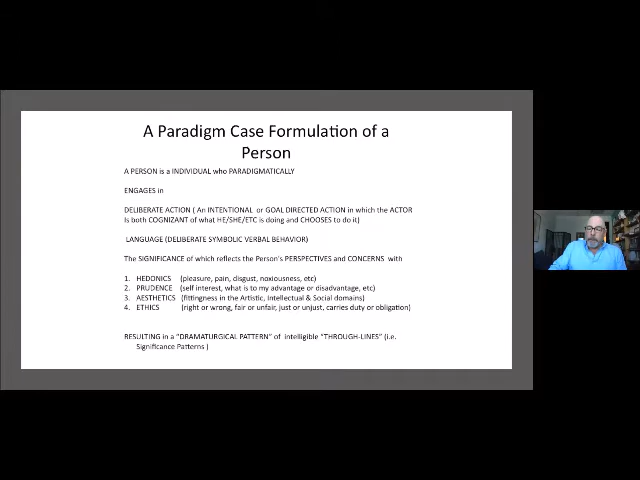 A Paradigm Case Formulation of a
Person
A PERSON is a INDIVIDUAL who PARADIGMATICALLY
ENGAGES in
DELIBERATE ACTION ( An INTENTIONAL or GOAL DIRECTED ACTION in which the ACTOR
Is both COGNIZANT of what HE/SHE/ETC is doing and CHOOSES to do it)
LANGUAGE (DELIBERATE SYMBOLIC VERBAL BEHAVIOR)
The SIGNIFICANCE of which reflects the Person's PERSPECTIVES and CONCERNS with
1. HEDONICS (pleasure, pain, disgust, noxiousness, etc)
2. PRUDENCE (self interest, what is to my advantage or disadvantage, etc)
3. AESTHETICS (fittingness in the Artistic, Intellectual & Social domains)
4. ETHICS (right or wrong, fair or unfair, just or unjust, carries duty or obligation)
RESULTING in a "DRAMATURGICAL PATTERN" of intelligible "THROUGH-LINES" (i.e.
Significance Patterns )